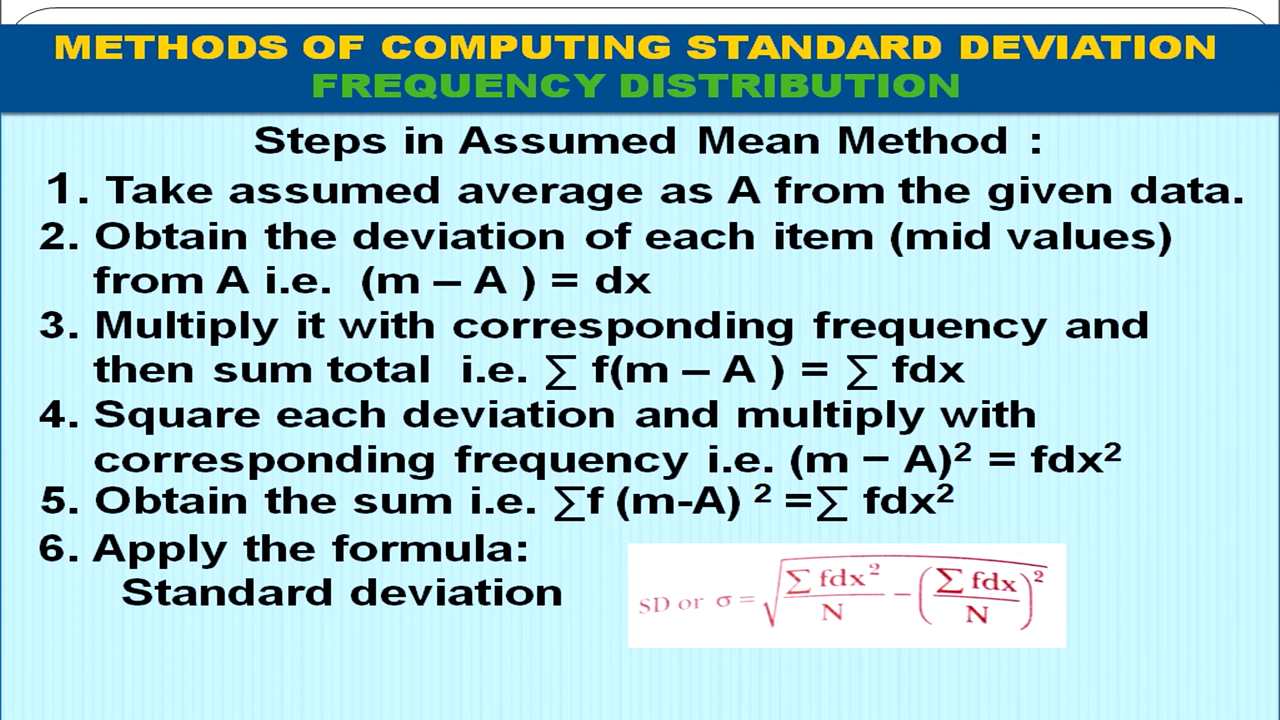 METHODS OF COMPUTING STANDARD DEVIATION
FREQUENCY DISTRIBUTION
Steps in Assumed Mean Method :
1. Take assumed average as A from the given data.
2. Obtain the deviation of each item (mid values)
from A i.e. (m – A ) = dx
3. Multiply it with corresponding frequency and
then sum total i.e. ∑ f(m – A ) = ∑ fdx
4. Square each deviation and multiply with
corresponding frequency i.e. (m – A)² = fdx²
5. Obtain the sum i.e. ∑f (m-A) ² =∑ fdx²
6. Apply the formula:
Standard deviation
SD or σ = √(∑ fdx² / N – (∑ fdx / N)²)